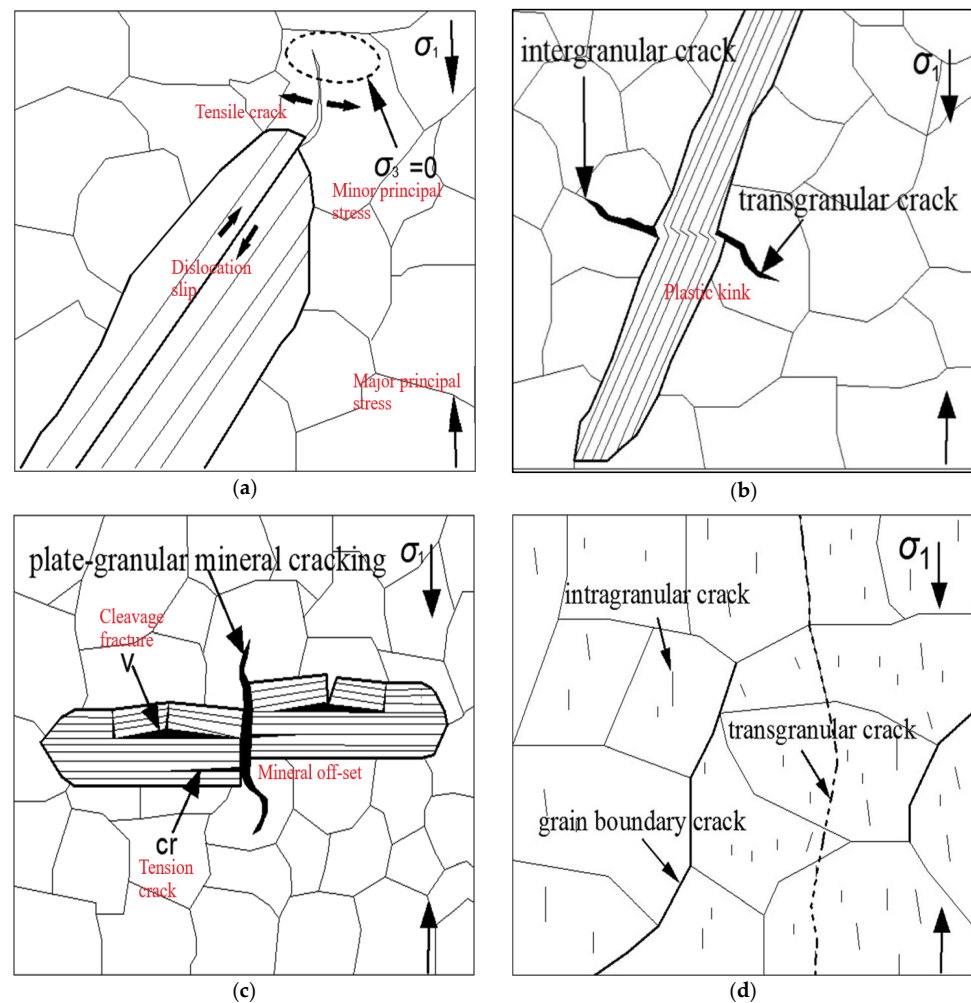 σ1
Tensile crack
σ3 =0
Minor principal
stress
Dislocation
slip
Major principal
stress
(a)
intergranular crack
σ1
transgranular crack
Plastic kink
(b)
plate-granular mineral cracking
σ1
Cleavage
fracture
V
Mineral off-set
cr
Tension
crack
(c)
σ1
intragranular crack
transgranular crack
grain boundary crack
(d)